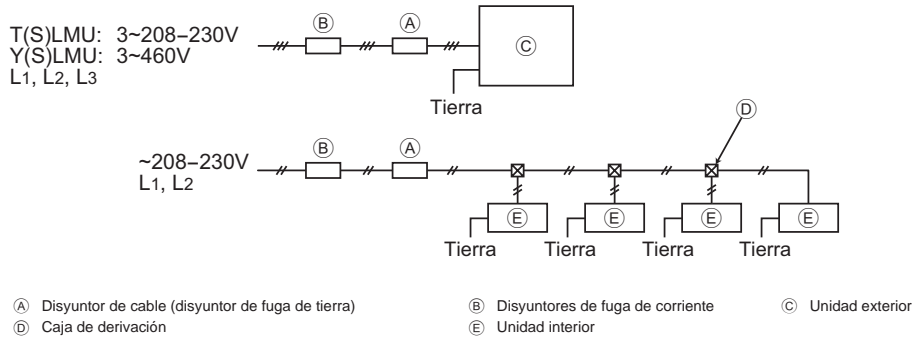 T(S)LMU: 3~208–230V
Y(S)LMU: 3~460V
L1, L2, L3
Ⓑ Ⓐ Ⓒ
Tierra
Ⓓ
~208–230V
L1, L2
Ⓑ Ⓐ
Ⓔ Ⓔ Ⓔ Ⓔ
Tierra Tierra Tierra Tierra
Ⓐ Disyuntor de cable (disyuntor de fuga de tierra) Ⓑ Disyuntores de fuga de corriente Ⓒ Unidad exterior
Ⓓ Caja de derivación Ⓔ Unidad interior